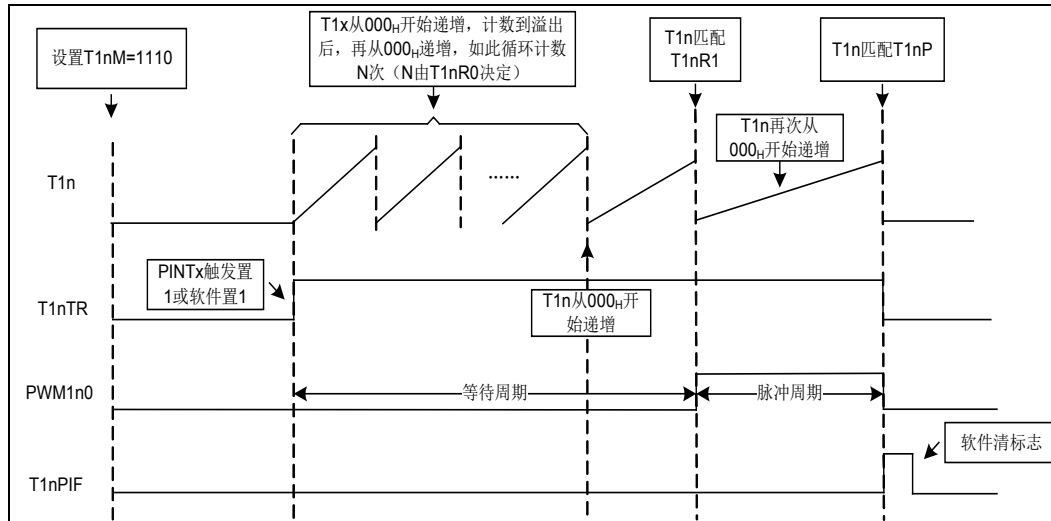 设置T1nM=1110
T1x从000H开始递增，计数到溢出
后，再从000H递增，如此循环计数
N次（N由T1nR0决定）
T1n匹配
T1nR1
T1n匹配T1nP
T1n再次从
000H开始递增
T1n
......
PINTx触发置
1或软件置1
T1nTR
T1n从000H开
始递增
PWM1n0
等待周期
脉冲周期
软件清标志
T1nPIF